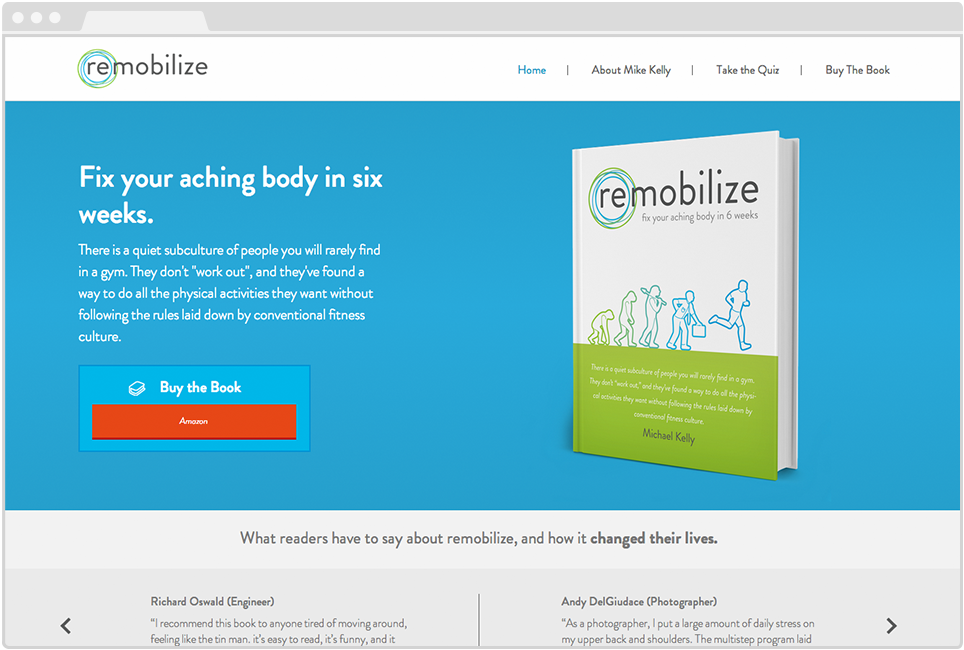 remobilize
Home | About Mike Kelly | Take the Quiz | Buy The Book
Fix your aching body in six
weeks.
There is a quiet subculture of people you will rarely find
in a gym. They don't "work out", and they've found a
way to do all the physical activities they want without
following the rules laid down by conventional fitness
culture.
Buy the Book
Amazon
remobilize
fix your aching body in 6 weeks
There is a quiet subculture of people you will rarely find in a gym.
They don't "work out," and they've found a way to do all the physi-
cal activities they want without following the rules laid down by
conventional fitness culture.
Michael Kelly
What readers have to say about remobilize, and how it changed their lives.
Richard Oswald (Engineer)
"I recommend this book to anyone tired of moving around,
feeling like the tin man. it's easy to read, it's funny, and it
Andy DelGiudace (Photographer)
"As a photographer, I put a large amount of daily stress on
my upper back and shoulders. The multistep program laid